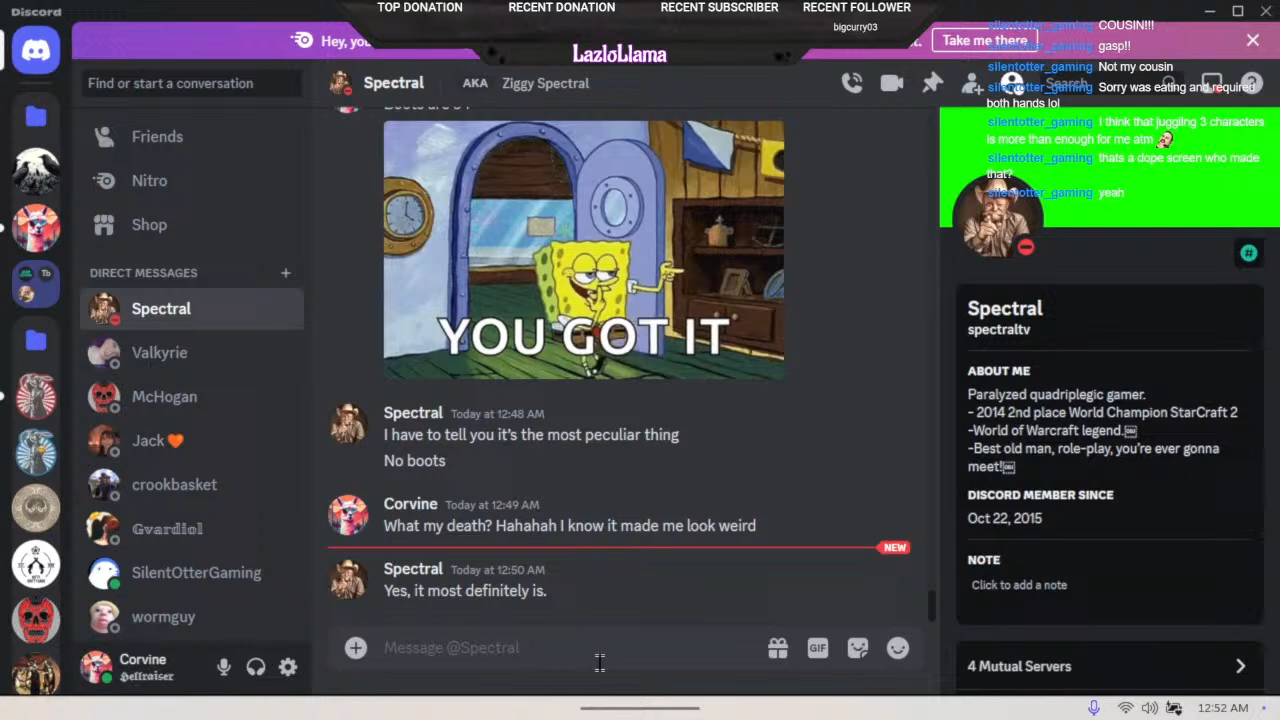 Discord
TOP DONATION
RECENT DONATION
RECENT SUBSCRIBER
RECENT FOLLOWER
bigcurry03
LazloLlama
Hey, you
t.
Take me there
silentotter_gaming COUSIN!!!
silentotter_gaming gasp!!
silentotter_gaming Not my cousin
silentotter_gaming Sorry was eating and required
both hands lol
silentotter_gaming I think that juggling 3 characters
is more than enough for me atm
silentotter_gaming thats a dope screen who made
that?
silentotter_gaming yeah
Find or start a conversation
Spectral
AKA
Ziggy Spectral
Search
Friends
Nitro
Shop
DIRECT MESSAGES
Spectral
Valkyrie
McHogan
Jack🧡
crookbasket
𝔾𝕧𝕒𝕣𝕕𝕚𝕠𝕝
SilentOtterGaming
wormguy
Corvine
𝕳𝖊𝖑𝖑𝖗𝖆𝖎𝖘𝖊𝖗
YOU GOT IT
Spectral Today at 12:48 AM
I have to tell you it's the most peculiar thing
No boots
Corvine Today at 12:49 AM
What my death? Hahahah I know it made me look weird
NEW
Spectral Today at 12:50 AM
Yes, it most definitely is.
Message @Spectral
GIF
Spectral
spectraltv
ABOUT ME
Paralyzed quadriplegic gamer.
- 2014 2nd place World Champion StarCraft 2
-World of Warcraft legend.
-Best old man, role-play, you're ever gonna
meet!
DISCORD MEMBER SINCE
Oct 22, 2015
NOTE
Click to add a note
4 Mutual Servers
12:52 AM